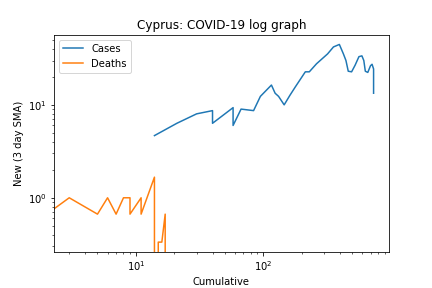 Cyprus: COVID-19 log graph
Cases
Deaths
New (3 day SMA)
10¹
10⁰
10¹
10²
Cumulative